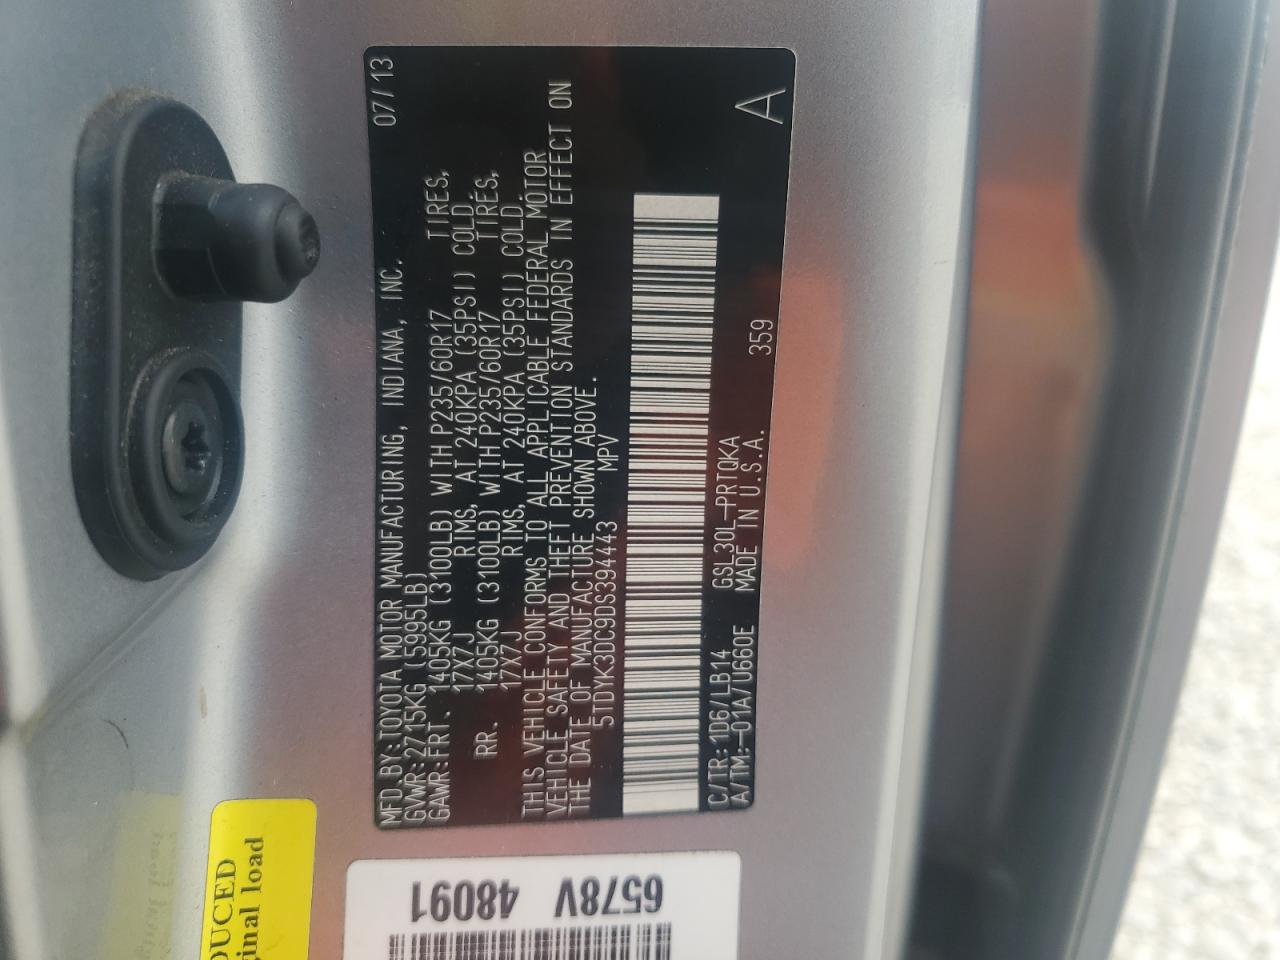 MFD.BY:TOYOTA MOTOR MANUFACTURING, INDIANA, INC. 07/13
GVWR:2715KG (5995LB)
GAWR:FRT. 1405KG (3100LB) WITH P235/60R17 TIRES,
17X7J RIMS, AT 240KPA (35PSI) COLD.
RR. 1405KG (3100LB) WITH P235/60R17 TIRES,
17X7J RIMS, AT 240KPA (35PSI) COLD.
THIS VEHICLE CONFORMS TO ALL APPLICABLE FEDERAL MOTOR
VEHICLE SAFETY AND THEFT PREVENTION STANDARDS IN EFFECT ON
THE DATE OF MANUFACTURE SHOWN ABOVE.
5TDYK3DC9DS394443 MPV
C/TR:1D6/LB14 GSL30L-PRTQKA
A/TM:-01A/U660E MADE IN U.S.A. 359 A
UCED
ginal load
6578V
48091